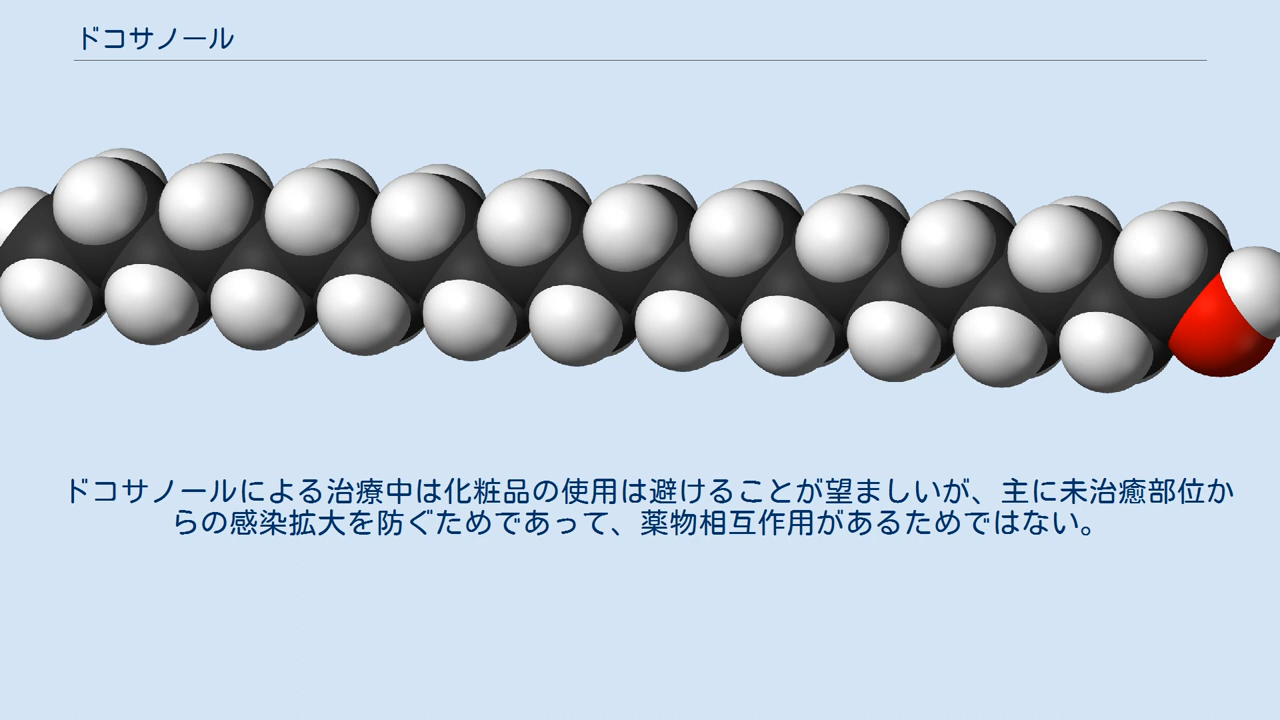 ドコサノール
ドコサノールによる治療中は化粧品の使用は避けることが望ましいが、主に未治癒部位か
らの感染拡大を防ぐためであって、薬物相互作用があるためではない。